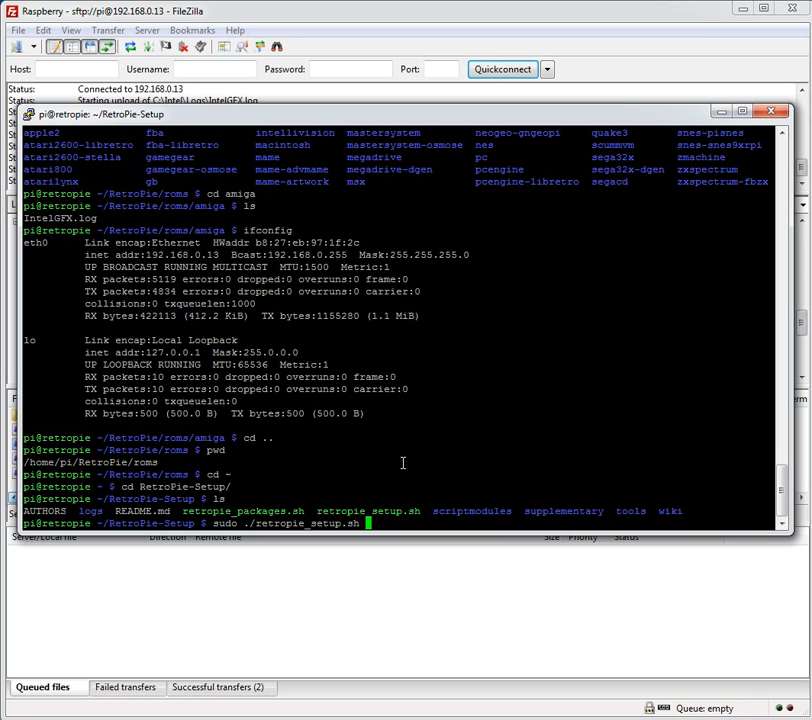 Raspberry - sftp://pi@192.168.0.13 - FileZilla
File Edit View Transfer Server Bookmarks Help
Host: Username: Password: Port: Quickconnect
Status: Connected to 192.168.0.13
Status: Starting upload of C:\Intel\Logs\IntelGFX.log
pi@retropie: ~/RetroPie-Setup
apple2 fba intellivision mastersystem neogeo-gngeopi quake3 snes-pisnes
atari2600-libretro fba-libretro macintosh mastersystem-osmose nes scummvm snes-snes9xrpi
atari2600-stella gamegear mame megadrive pc sega32x zmachine
atari800 gamegear-osmose mame-advmame megadrive-dgen pcengine sega32x-dgen zxspectrum
atarilynx gb mame-artwork msx pcengine-libretro segacd zxspectrum-fbzx
pi@retropie ~/RetroPie/roms $ cd amiga
pi@retropie ~/RetroPie/roms/amiga $ ls
IntelGFX.log
pi@retropie ~/RetroPie/roms/amiga $ ifconfig
eth0 Link encap:Ethernet HWaddr b8:27:eb:97:1f:2c
inet addr:192.168.0.13 Bcast:192.168.0.255 Mask:255.255.255.0
UP BROADCAST RUNNING MULTICAST MTU:1500 Metric:1
RX packets:5119 errors:0 dropped:0 overruns:0 frame:0
TX packets:4834 errors:0 dropped:0 overruns:0 carrier:0
collisions:0 txqueuelen:1000
RX bytes:422113 (412.2 KiB) TX bytes:1155280 (1.1 MiB)
lo Link encap:Local Loopback
inet addr:127.0.0.1 Mask:255.0.0.0
UP LOOPBACK RUNNING MTU:65536 Metric:1
RX packets:10 errors:0 dropped:0 overruns:0 frame:0
TX packets:10 errors:0 dropped:0 overruns:0 carrier:0
collisions:0 txqueuelen:0
RX bytes:500 (500.0 B) TX bytes:500 (500.0 B)
pi@retropie ~/RetroPie/roms/amiga $ cd ..
pi@retropie ~/RetroPie/roms $ pwd
/home/pi/RetroPie/roms
pi@retropie ~/RetroPie/roms $ cd ~
pi@retropie ~ $ cd RetroPie-Setup/
pi@retropie ~/RetroPie-Setup $ ls
AUTHORS logs README.md retropie_packages.sh retropie_setup.sh scriptmodules supplementary tools wiki
pi@retropie ~/RetroPie-Setup $ sudo ./retropie_setup.sh
Server/Local file Direction Remote file Size Priority Status
Queued files Failed transfers Successful transfers (2)
Queue: empty